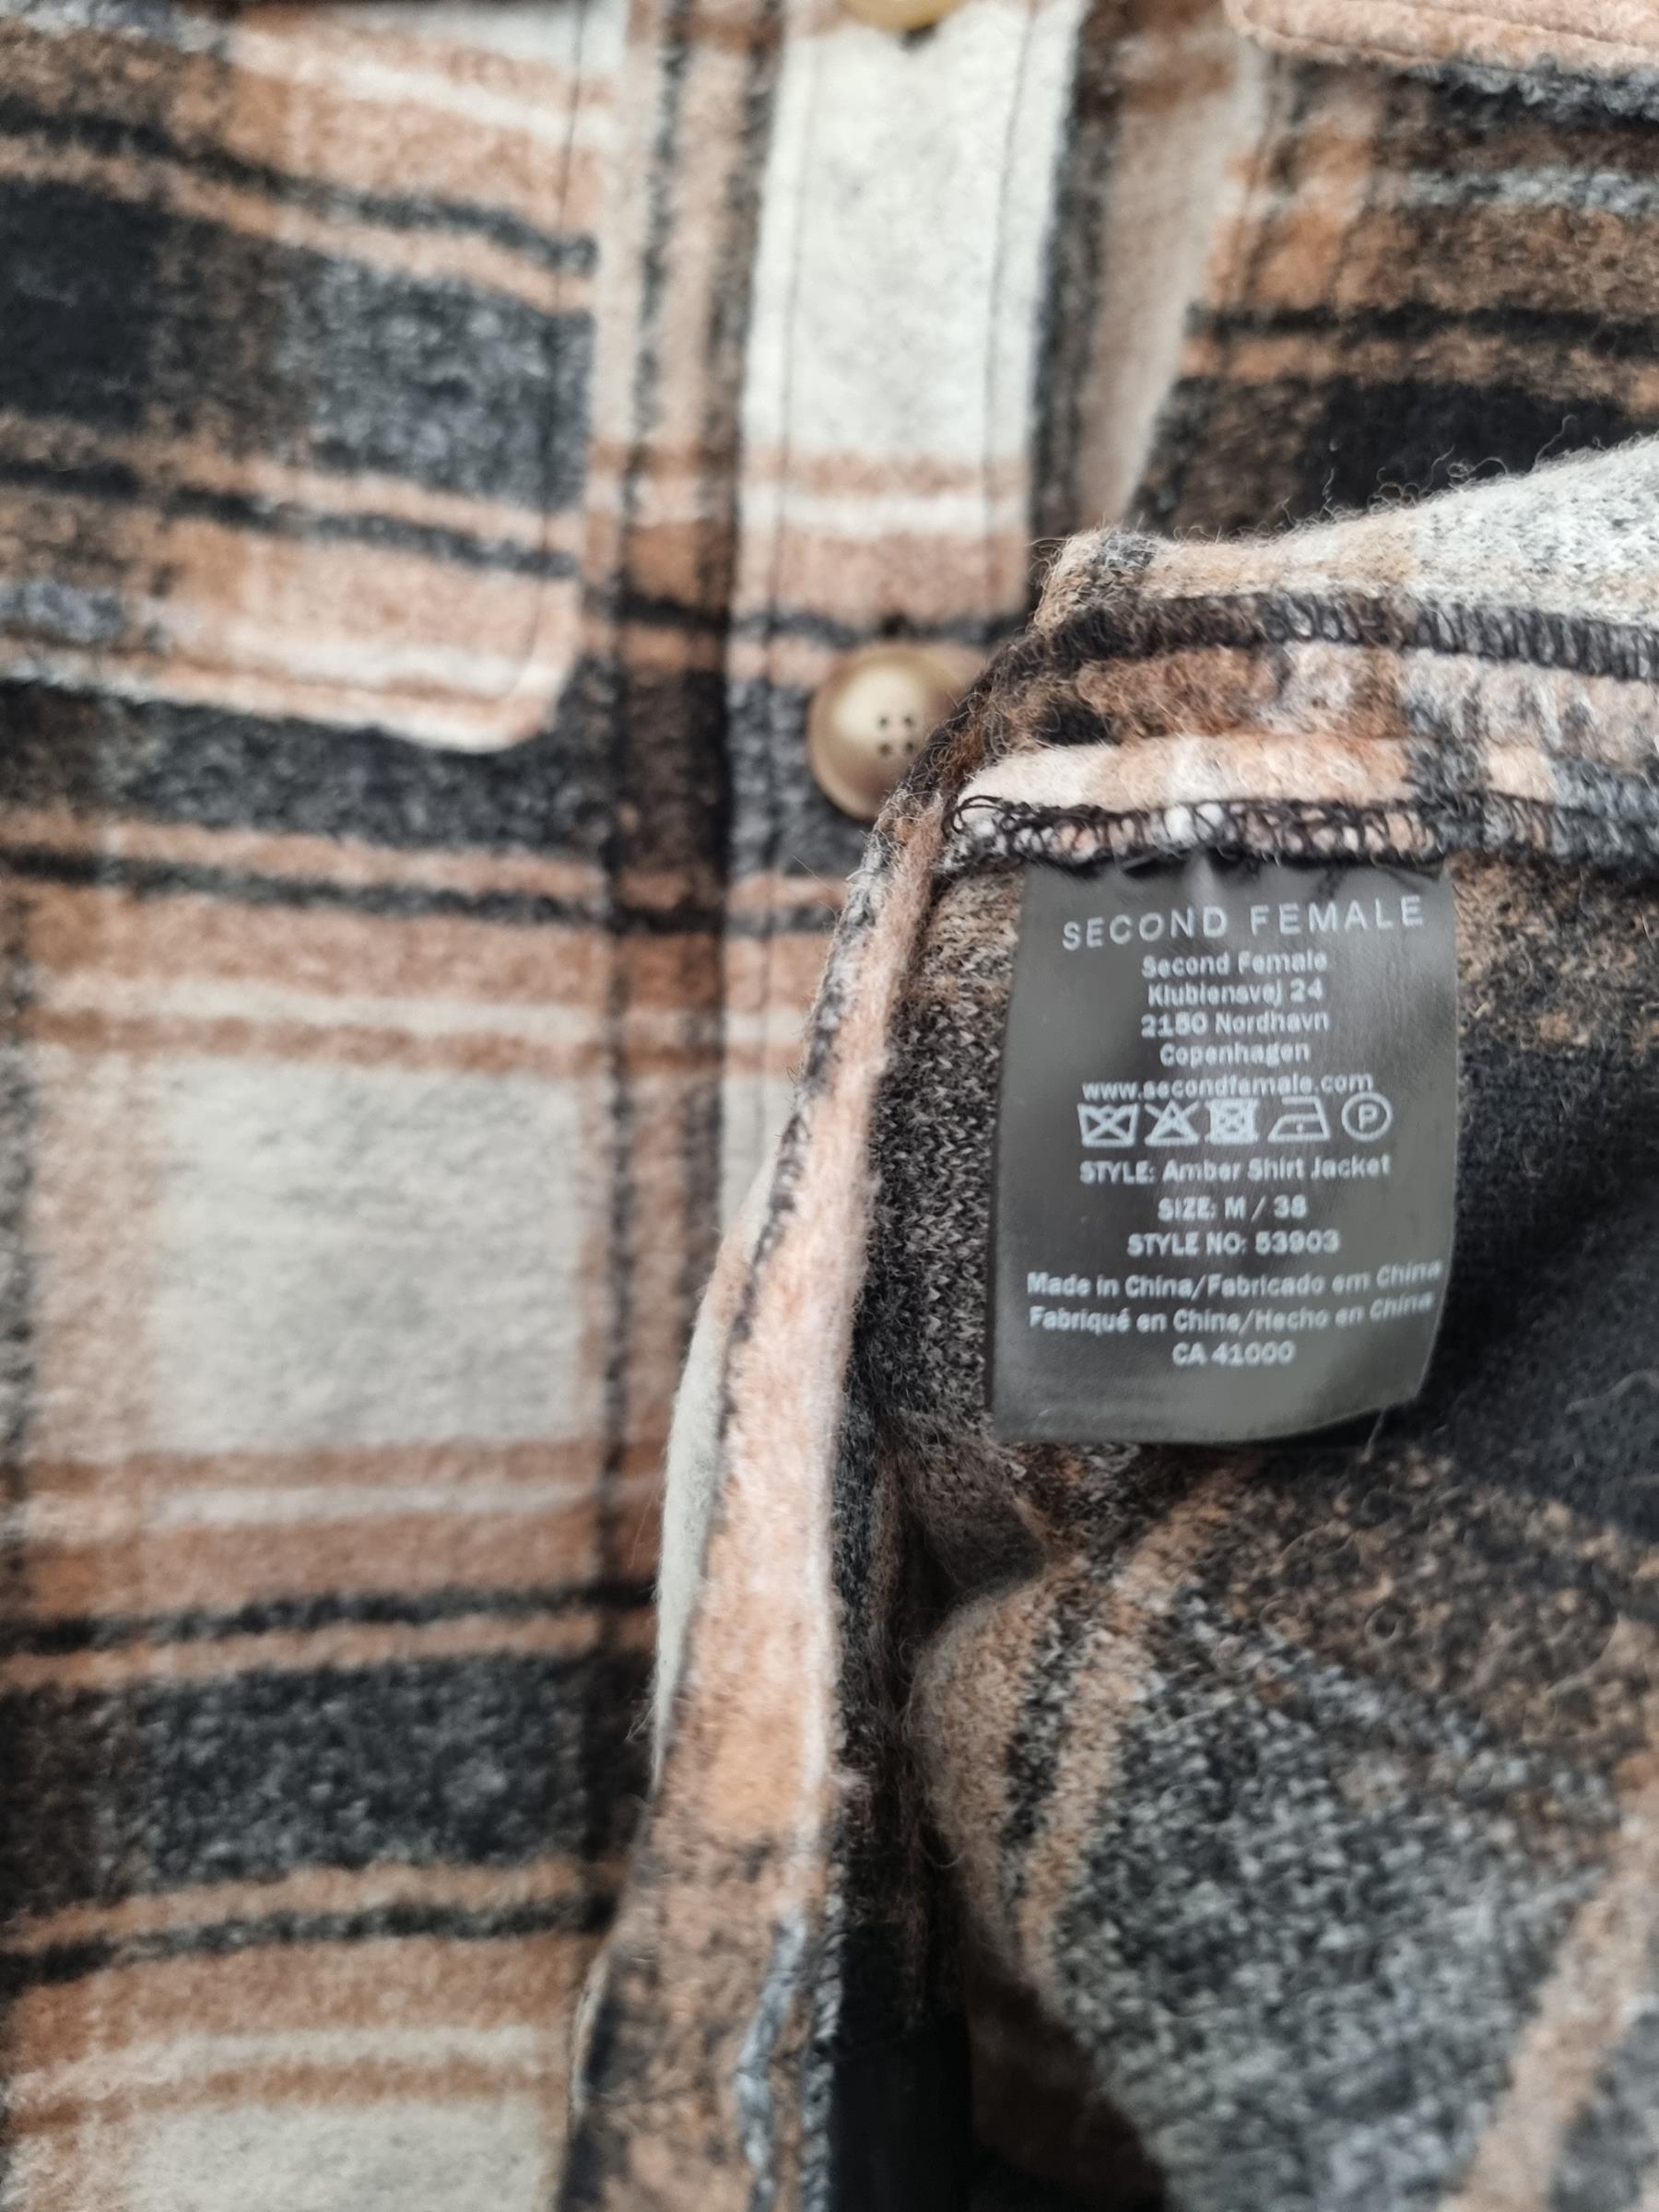 SECOND FEMALE
Second Female
Klubiensvej 24
2150 Nordhavn
Copenhagen
www.secondfemale.com
P
STYLE: Amber Shirt Jacket
SIZE: M / 38
STYLE NO: 53903
Made in China/Fabricado em China
Fabriqué en Chine/Hecho en China
CA 41000